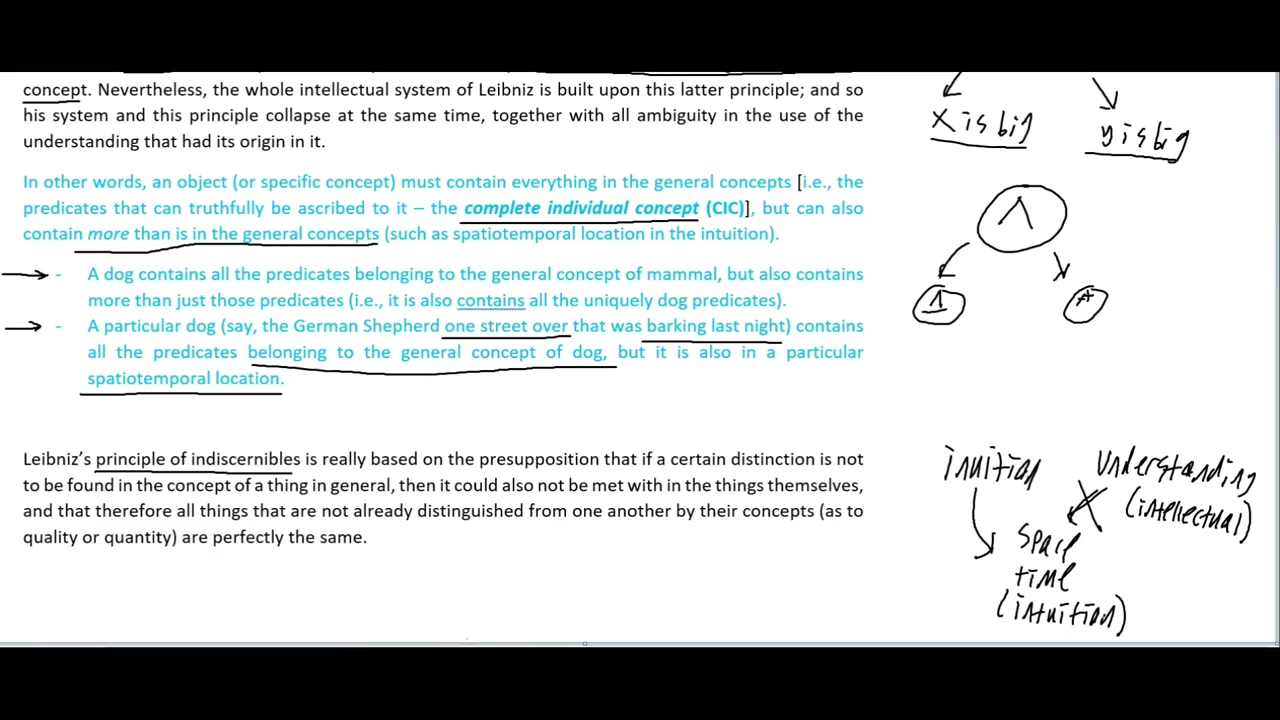 concept. Nevertheless, the whole intellectual system of Leibniz is built upon this latter principle; and so
his system and this principle collapse at the same time, together with all ambiguity in the use of the
understanding that had its origin in it.
In other words, an object (or specific concept) must contain everything in the general concepts [i.e., the
predicates that can truthfully be ascribed to it – the complete individual concept (CIC)], but can also
contain more than is in the general concepts (such as spatiotemporal location in the intuition).
- A dog contains all the predicates belonging to the general concept of mammal, but also contains
more than just those predicates (i.e., it is also contains all the uniquely dog predicates).
- A particular dog (say, the German Shepherd one street over that was barking last night) contains
all the predicates belonging to the general concept of dog, but it is also in a particular
spatiotemporal location.
Leibniz's principle of indiscernibles is really based on the presupposition that if a certain distinction is not
to be found in the concept of a thing in general, then it could also not be met with in the things themselves,
and that therefore all things that are not already distinguished from one another by their concepts (as to
quality or quantity) are perfectly the same.
x is big
y is big
inuition
understanding
(intellectual)
space
time
(intuition)